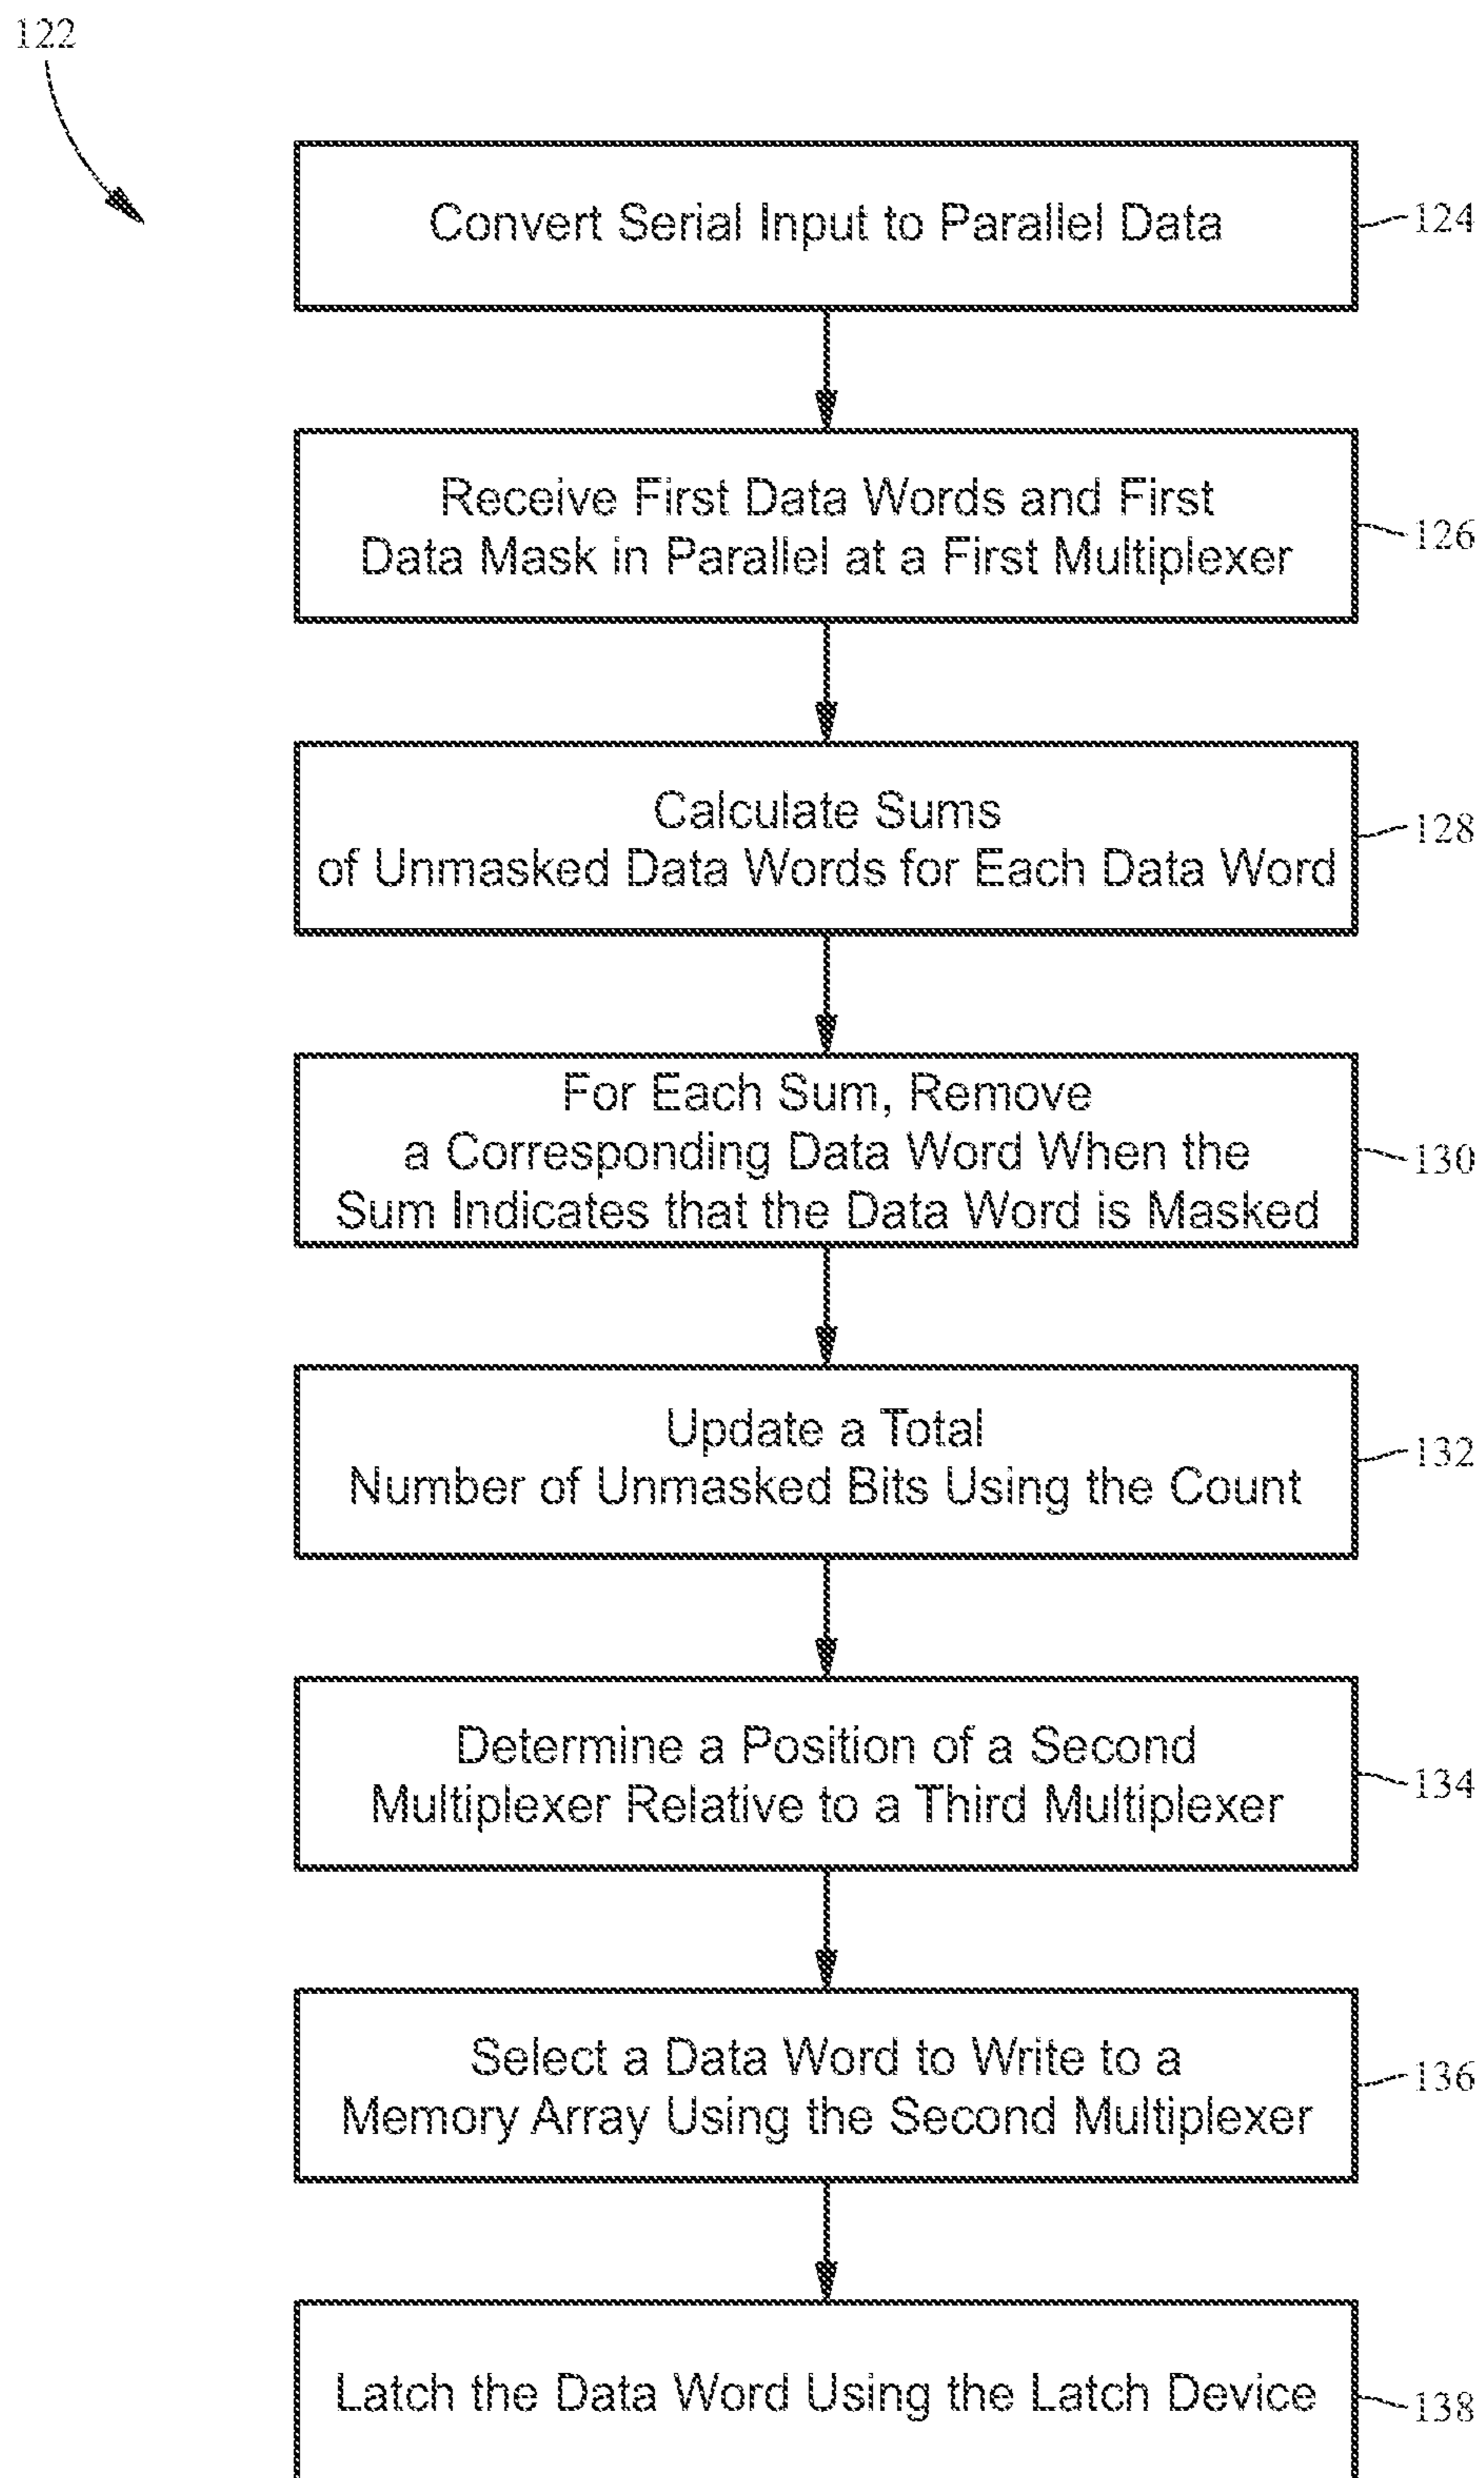 122
Convert Serial Input to Parallel Data
124
Receive First Data Words and First
Data Mask in Parallel at a First Multiplexer
126
Calculate Sums
of Unmasked Data Words for Each Data Word
128
For Each Sum, Remove
a Corresponding Data Word When the
Sum Indicates that the Data Word is Masked
130
Update a Total
Number of Unmasked Bits Using the Count
132
Determine a Position of a Second
Multiplexer Relative to a Third Multiplexer
134
Select a Data Word to Write to a
Memory Array Using the Second Multiplexer
136
Latch the Data Word Using the Latch Device
138